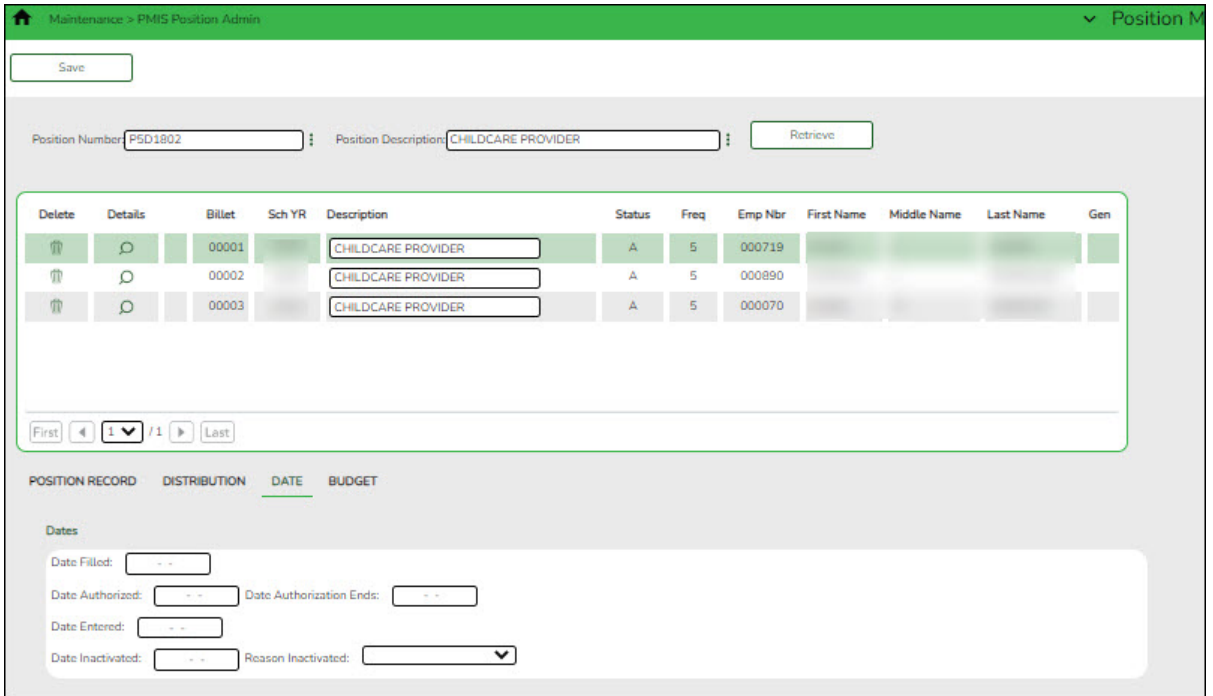 Maintenance > PMIS Position Admin Position M
Save
Position Number: P5D1802 Position Description: CHILDCARE PROVIDER Retrieve
Delete Details Billet Sch YR Description Status Freq Emp Nbr First Name Middle Name Last Name Gen
00001 CHILDCARE PROVIDER A 5 000719
00002 CHILDCARE PROVIDER A 5 000890
00003 CHILDCARE PROVIDER A 5 000070
First 1 / 1 Last
POSITION RECORD DISTRIBUTION DATE BUDGET
Dates
Date Filled: - -
Date Authorized: - - Date Authorization Ends: - -
Date Entered: - -
Date Inactivated: - - Reason Inactivated: